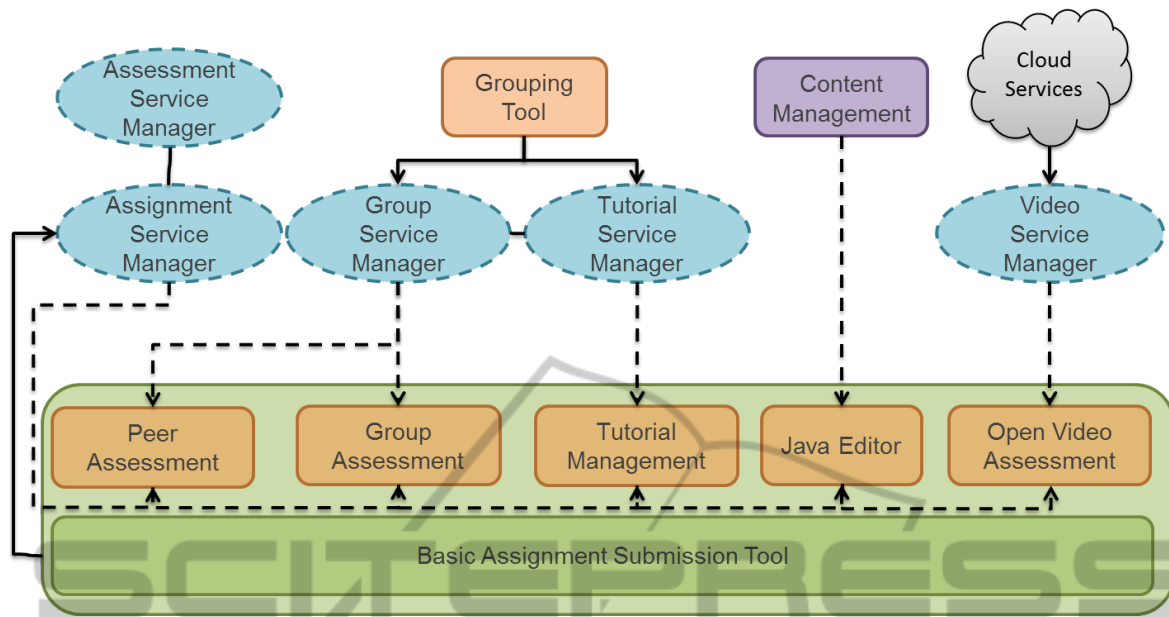 Assessment
Service
Manager
Grouping
Tool
Content
Management
Cloud
Services
Assignment
Service
Manager
Group
Service
Manager
Tutorial
Service
Manager
Video
Service
Manager
Peer
Assessment
Group
Assessment
Tutorial
Management
Java Editor
Open Video
Assessment
Basic Assignment Submission Tool
SCITEPRESS